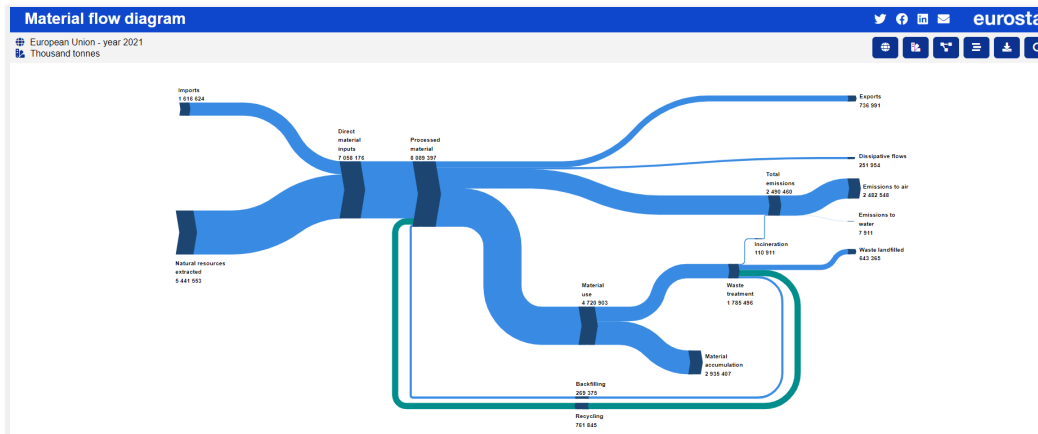 Material flow diagram
eurosta
European Union - year 2021
Thousand tonnes
Imports
1 616 624
Direct
material
inputs
7 058 176
Processed
material
8 089 397
Exports
736 991
Dissipative flows
251 954
Total
emissions
2 490 460
Emissions to air
2 482 548
Emissions to
water
7 911
Natural resources
extracted
5 441 553
Incineration
110 911
Waste landfilled
643 365
Material
use
4 720 903
Waste
treatment
1 785 496
Material
accumulation
2 935 407
Backfilling
269 375
Recycling
761 845